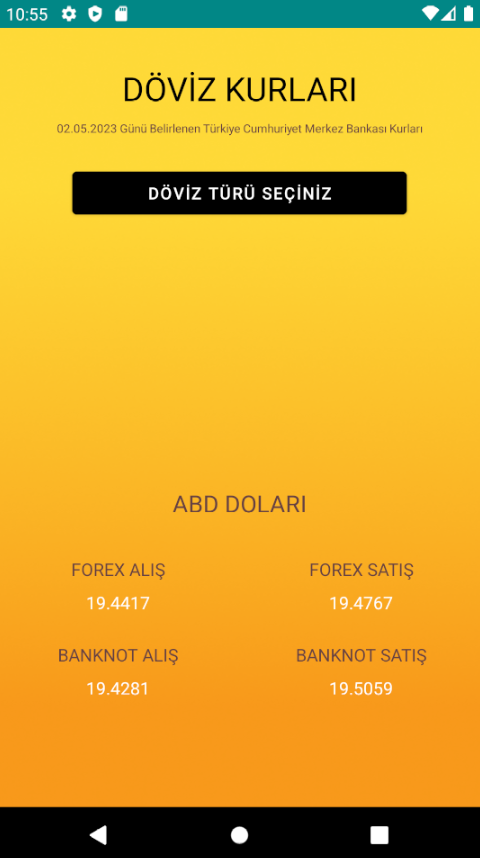 10:55
DÖVİZ KURLARI
02.05.2023 Günü Belirlenen Türkiye Cumhuriyet Merkez Bankası Kurları
DÖVİZ TÜRÜ SEÇİNİZ
ABD DOLARI
FOREX ALIŞ FOREX SATIŞ
19.4417 19.4767
BANKNOT ALIŞ BANKNOT SATIŞ
19.4281 19.5059